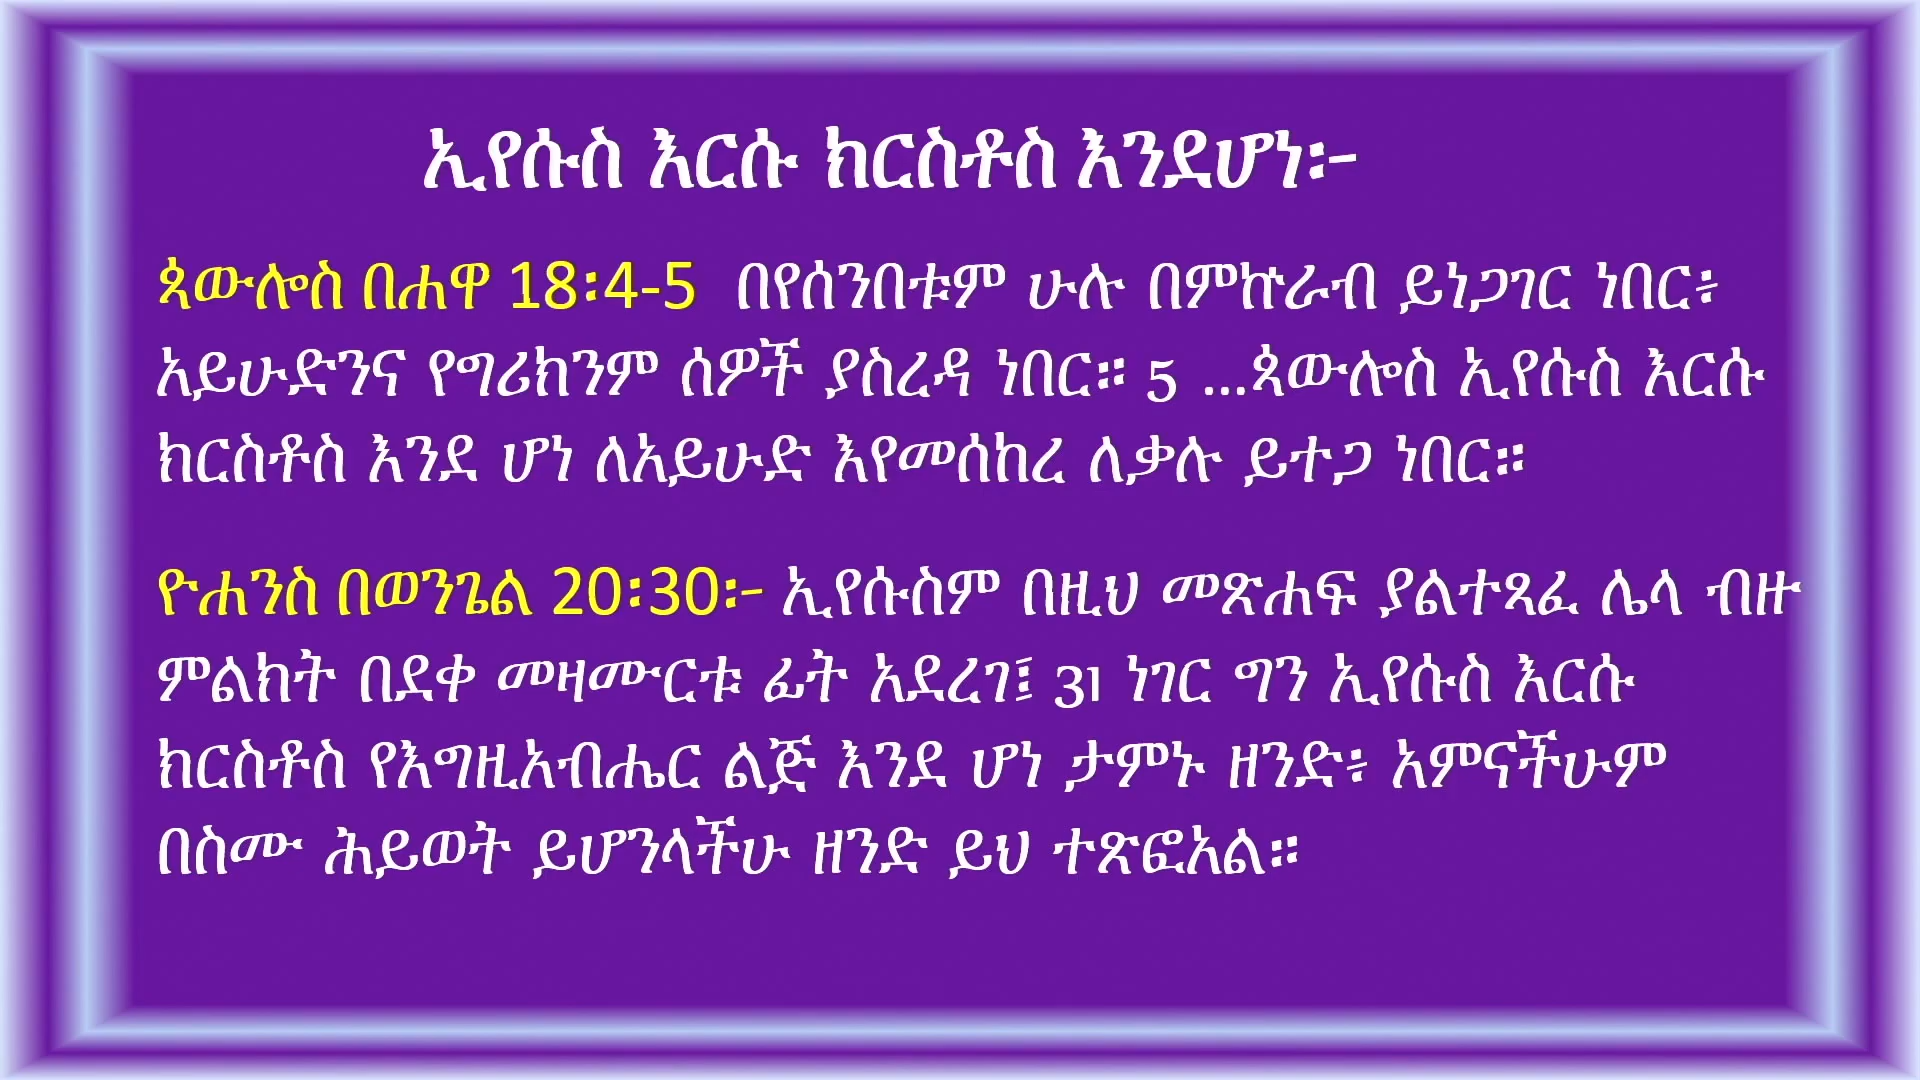 ኢየሱስ እርሱ ክርስቶስ እንደሆነ፡-
ጳውሎስ በሐዋ 18፡4-5 በየሰንበቱም ሁሉ በምኵራብ ይነጋገር ነበር፥
አይሁድንና የግሪክንም ሰዎች ያስረዳ ነበር። 5 …ጳውሎስ ኢየሱስ እርሱ
ክርስቶስ እንደ ሆነ ለአይሁድ እየመሰከረ ለቃሉ ይተጋ ነበር።
ዮሐንስ በወንጌል 20፡30፡- ኢየሱስም በዚህ መጽሐፍ ያልተጻፈ ሌላ ብዙ
ምልክት በደቀ መዛሙርቱ ፊት አደረገ፤ 31 ነገር ግን ኢየሱስ እርሱ
ክርስቶስ የእግዚአብሔር ልጅ እንደ ሆነ ታምኑ ዘንድ፥ አምናችሁም
በስሙ ሕይወት ይሆንላችሁ ዘንድ ይህ ተጽፎአል።